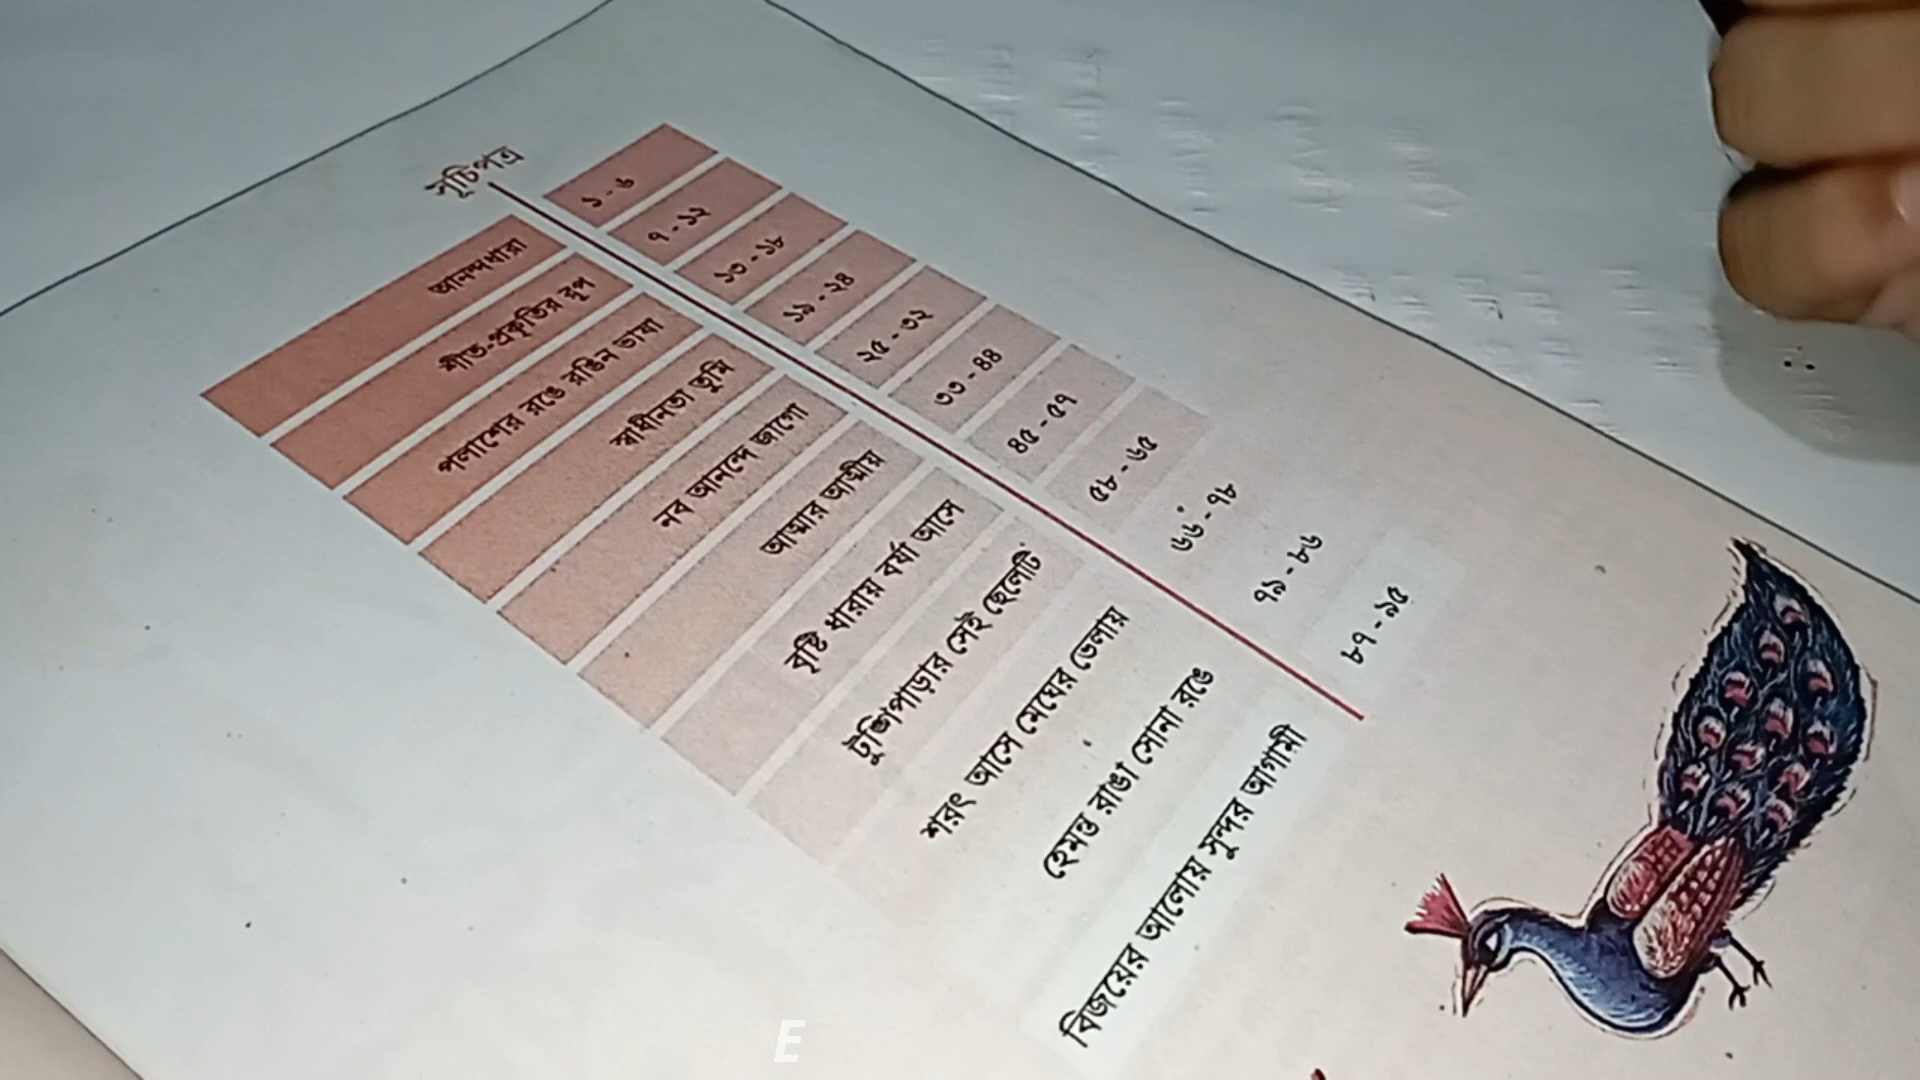 সূচিপত্র
আনন্দধারা ১ - ৬
শীত-প্রকৃতির রূপ ৭ - ১২
পলাশের রঙে রঙিন ভাষা ১৩ - ১৮
স্বাধীনতা তুমি ১৯ - ২৪
নব আনন্দে জাগো ২৫ - ৩২
আত্মার আত্মীয় ৩৩ - ৪৪
বৃষ্টি ধারায় বর্ষা আসে ৪৫ - ৫৭
টুঙ্গিপাড়ার সেই ছেলেটি ৫৮ - ৬৫
শরৎ আসে মেঘের ভেলায় ৬৬ - ৭৮
হেমন্ত রাঙা সোনা রঙে ৭৯ - ৮৬
বিজয়ের আলোয় সুন্দর আগামী ৮৭ - ৯৫
E